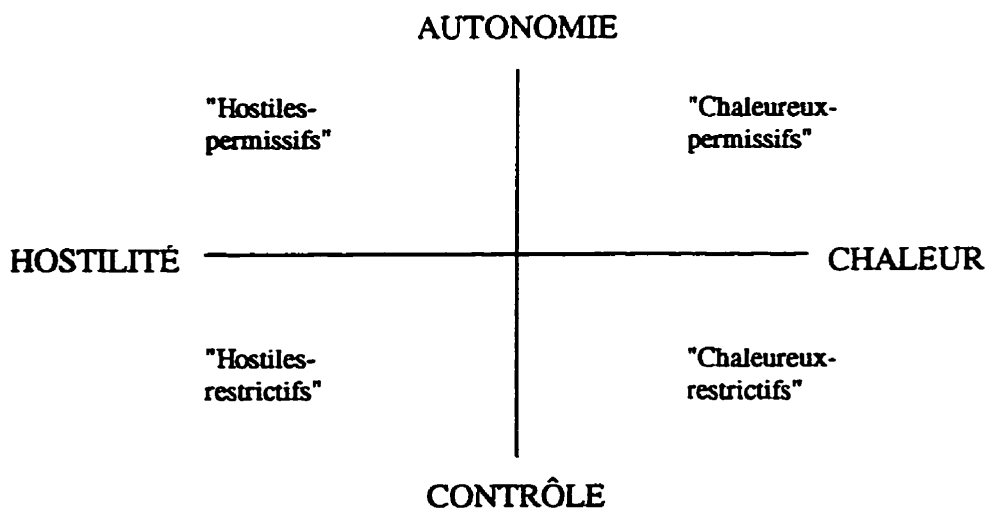 AUTONOMIE
"Hostiles-
permissifs"
"Chaleureux-
permissifs"
HOSTILITÉ
CHALEUR
"Hostiles-
restrictifs"
"Chaleureux-
restrictifs"
CONTRÔLE